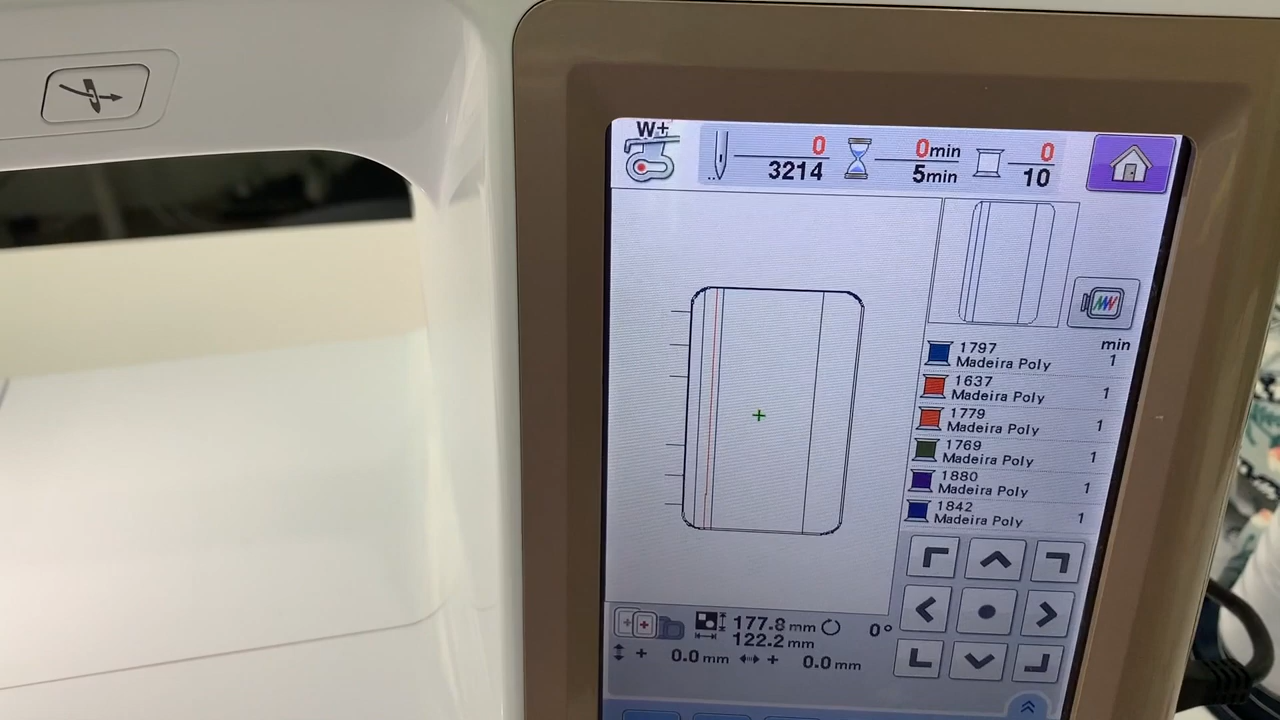 W+
0
3214
0min
5min
0
10
min
1797
Madeira Poly 1
1637
Madeira Poly 1
1779
Madeira Poly 1
1769
Madeira Poly 1
1880
Madeira Poly 1
1842
Madeira Poly 1
177.8 mm 0°
122.2 mm
+ 0.0 mm + 0.0 mm